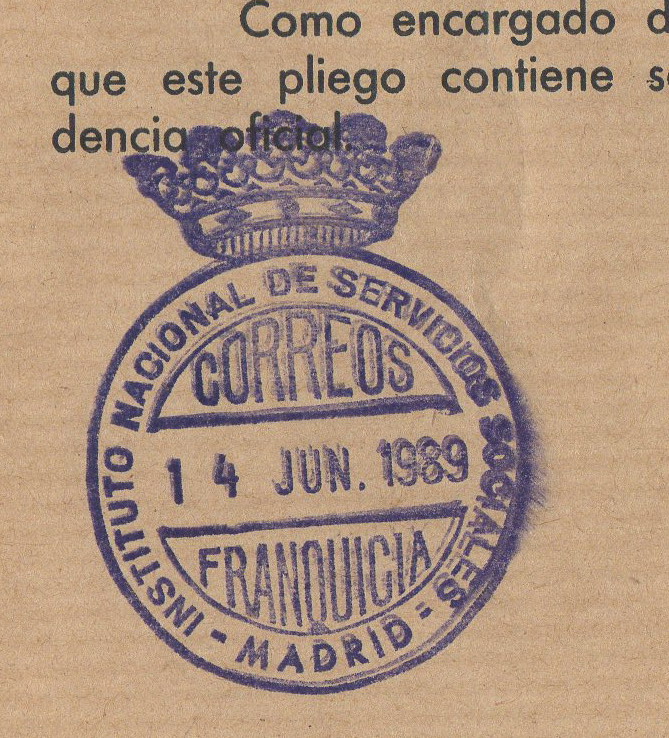 Como encargado d
que este pliego contiene s
dencia oficial.
INSTITUTO NACIONAL DE SERVICIOS SOCIALES
CORREOS
14 JUN. 1989
FRANQUICIA
- MADRID -